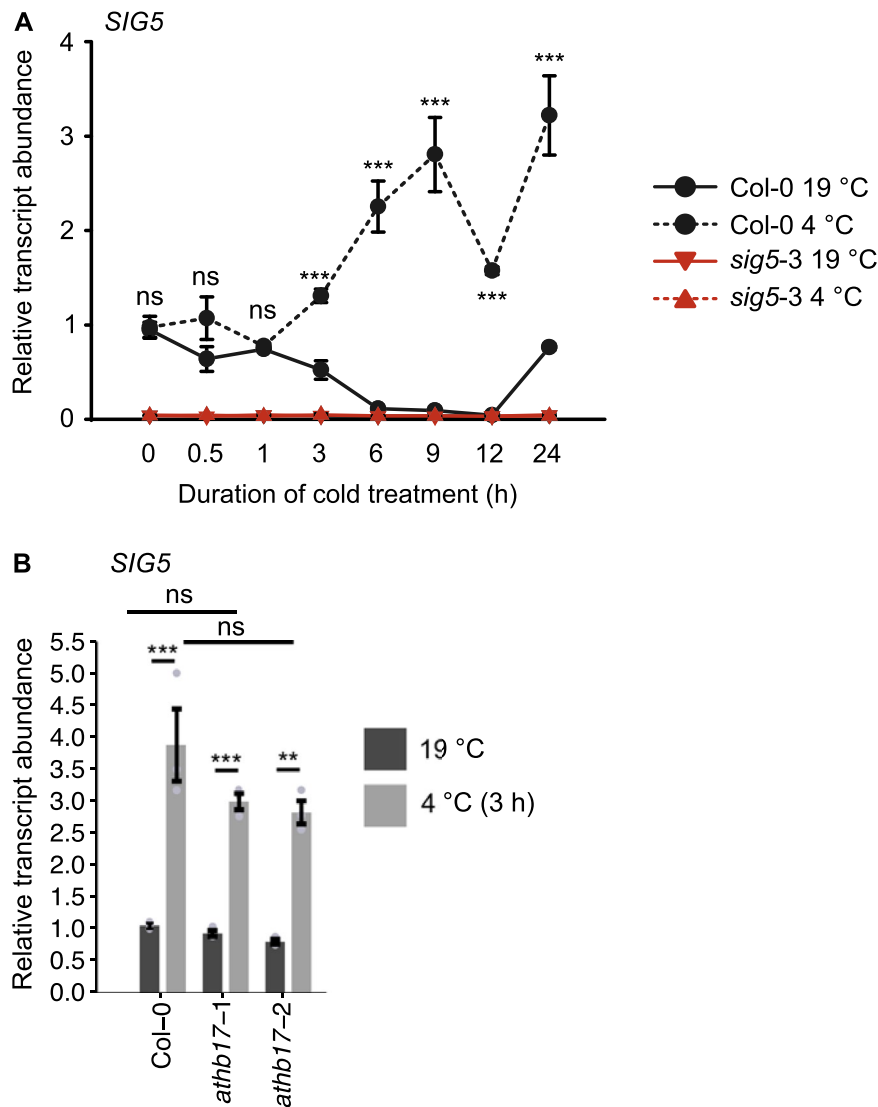 A
SIG5
4
3
2
1
0
Relative transcript abundance
ns
ns
ns
***
***
***
***
***
0 0.5 1 3 6 9 12 24
Duration of cold treatment (h)
Col-0 19 °C
Col-0 4 °C
sig5-3 19 °C
sig5-3 4 °C
B
SIG5
ns
ns
5.5
5.0
4.5
4.0
3.5
3.0
2.5
2.0
1.5
1.0
0.5
0.0
Relative transcript abundance
***
***
**
19 °C
4 °C (3 h)
Col–0
athb17–1
athb17–2